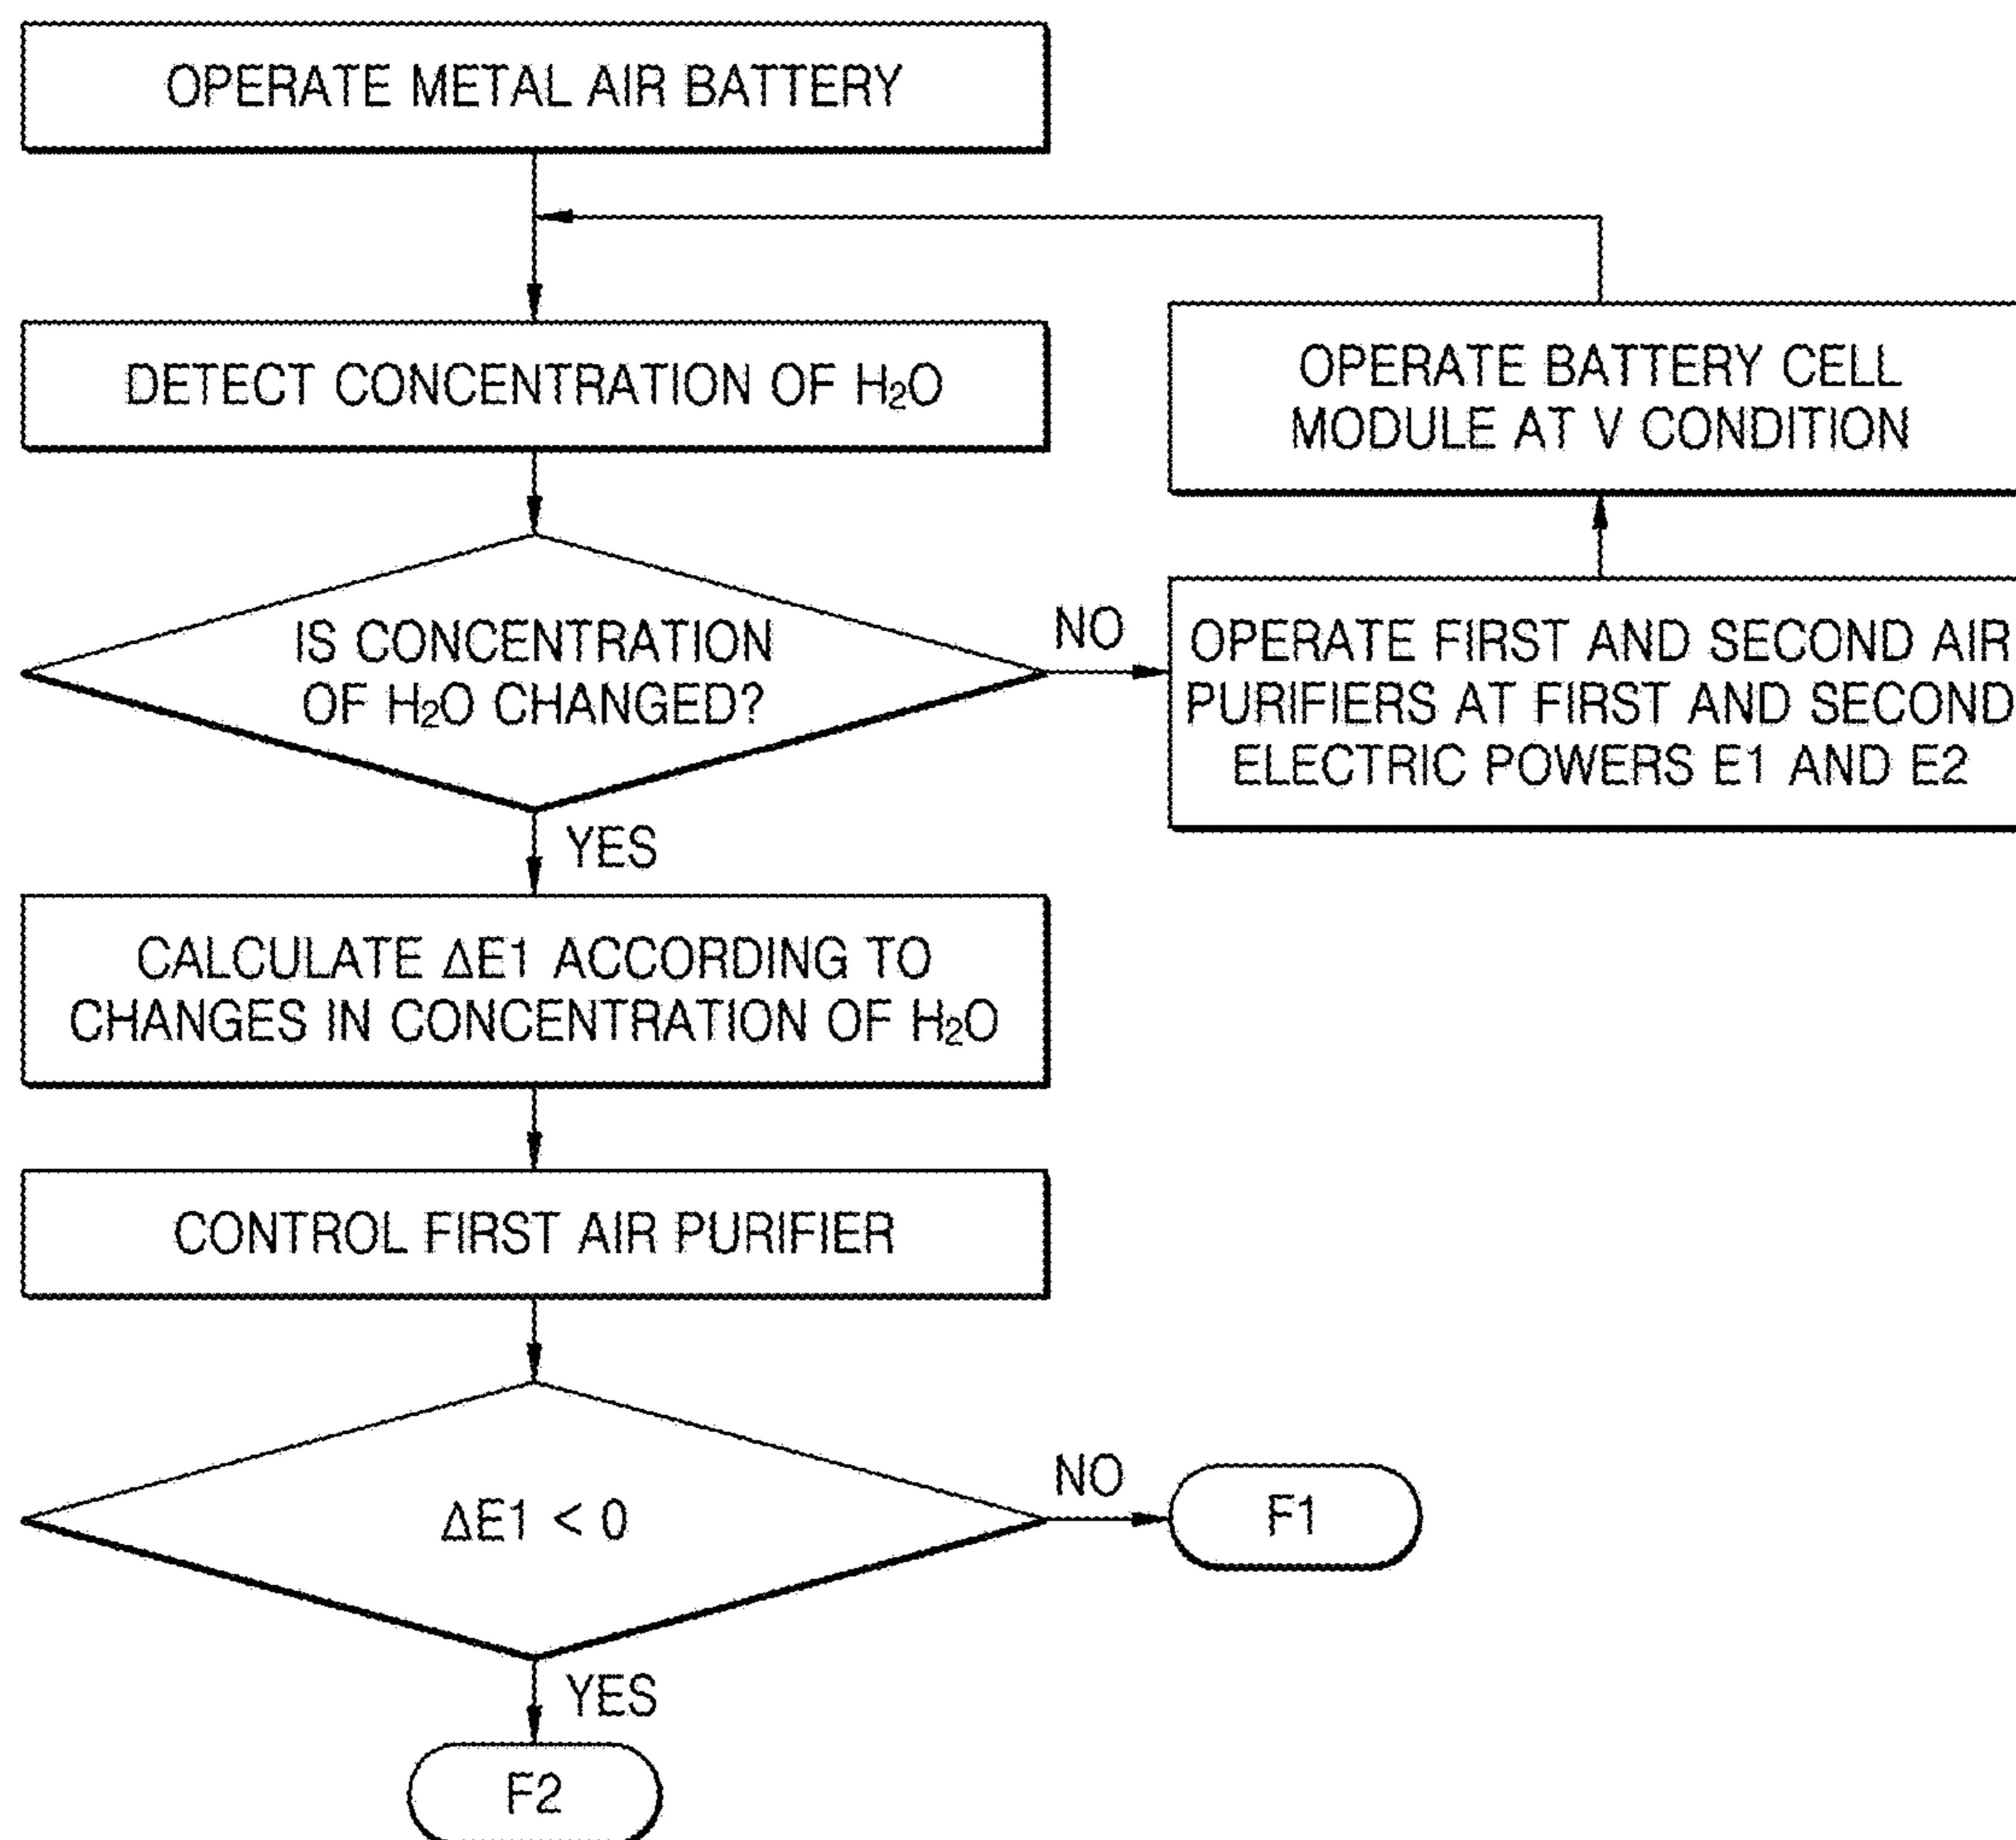 OPERATE METAL AIR BATTERY
DETECT CONCENTRATION OF H₂O
OPERATE BATTERY CELL
MODULE AT V CONDITION
IS CONCENTRATION
OF H₂O CHANGED?
NO
OPERATE FIRST AND SECOND AIR
PURIFIERS AT FIRST AND SECOND
ELECTRIC POWERS E1 AND E2
YES
CALCULATE ΔE1 ACCORDING TO
CHANGES IN CONCENTRATION OF H₂O
CONTROL FIRST AIR PURIFIER
ΔE1 < 0
NO
F1
YES
F2